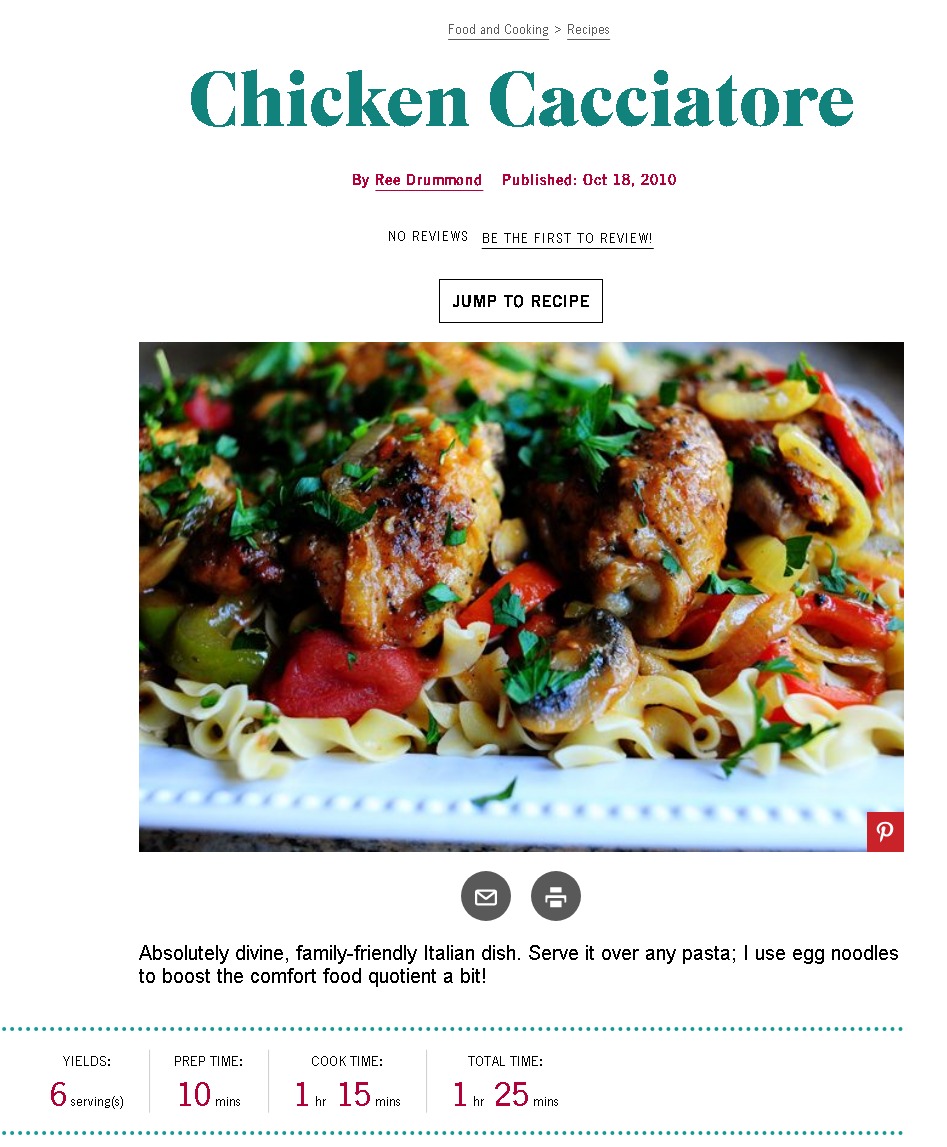 Food and Cooking > Recipes
Chicken Cacciatore
By Ree Drummond Published: Oct 18, 2010
NO REVIEWS BE THE FIRST TO REVIEW!
JUMP TO RECIPE
Absolutely divine, family-friendly Italian dish. Serve it over any pasta; I use egg noodles
to boost the comfort food quotient a bit!
YIELDS: PREP TIME: COOK TIME: TOTAL TIME:
6 serving(s) 10 mins 1 hr 15 mins 1 hr 25 mins